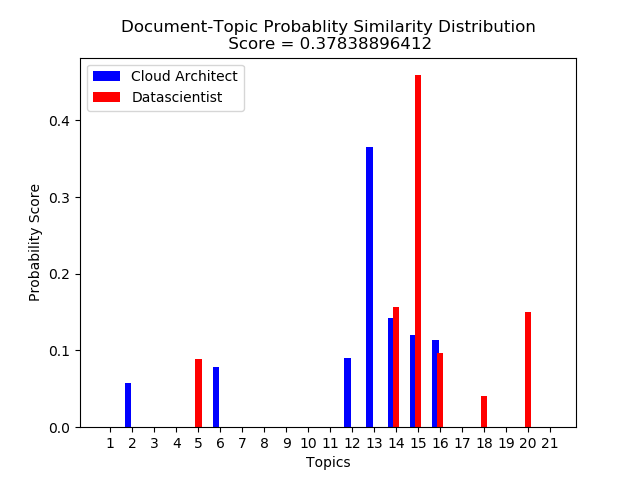 Document-Topic Probablity Similarity Distribution
Score = 0.37838896412
Cloud Architect
Datascientist
Probability Score
0.4
0.3
0.2
0.1
0.0
1 2 3 4 5 6 7 8 9 10 11 12 13 14 15 16 17 18 19 20 21
Topics